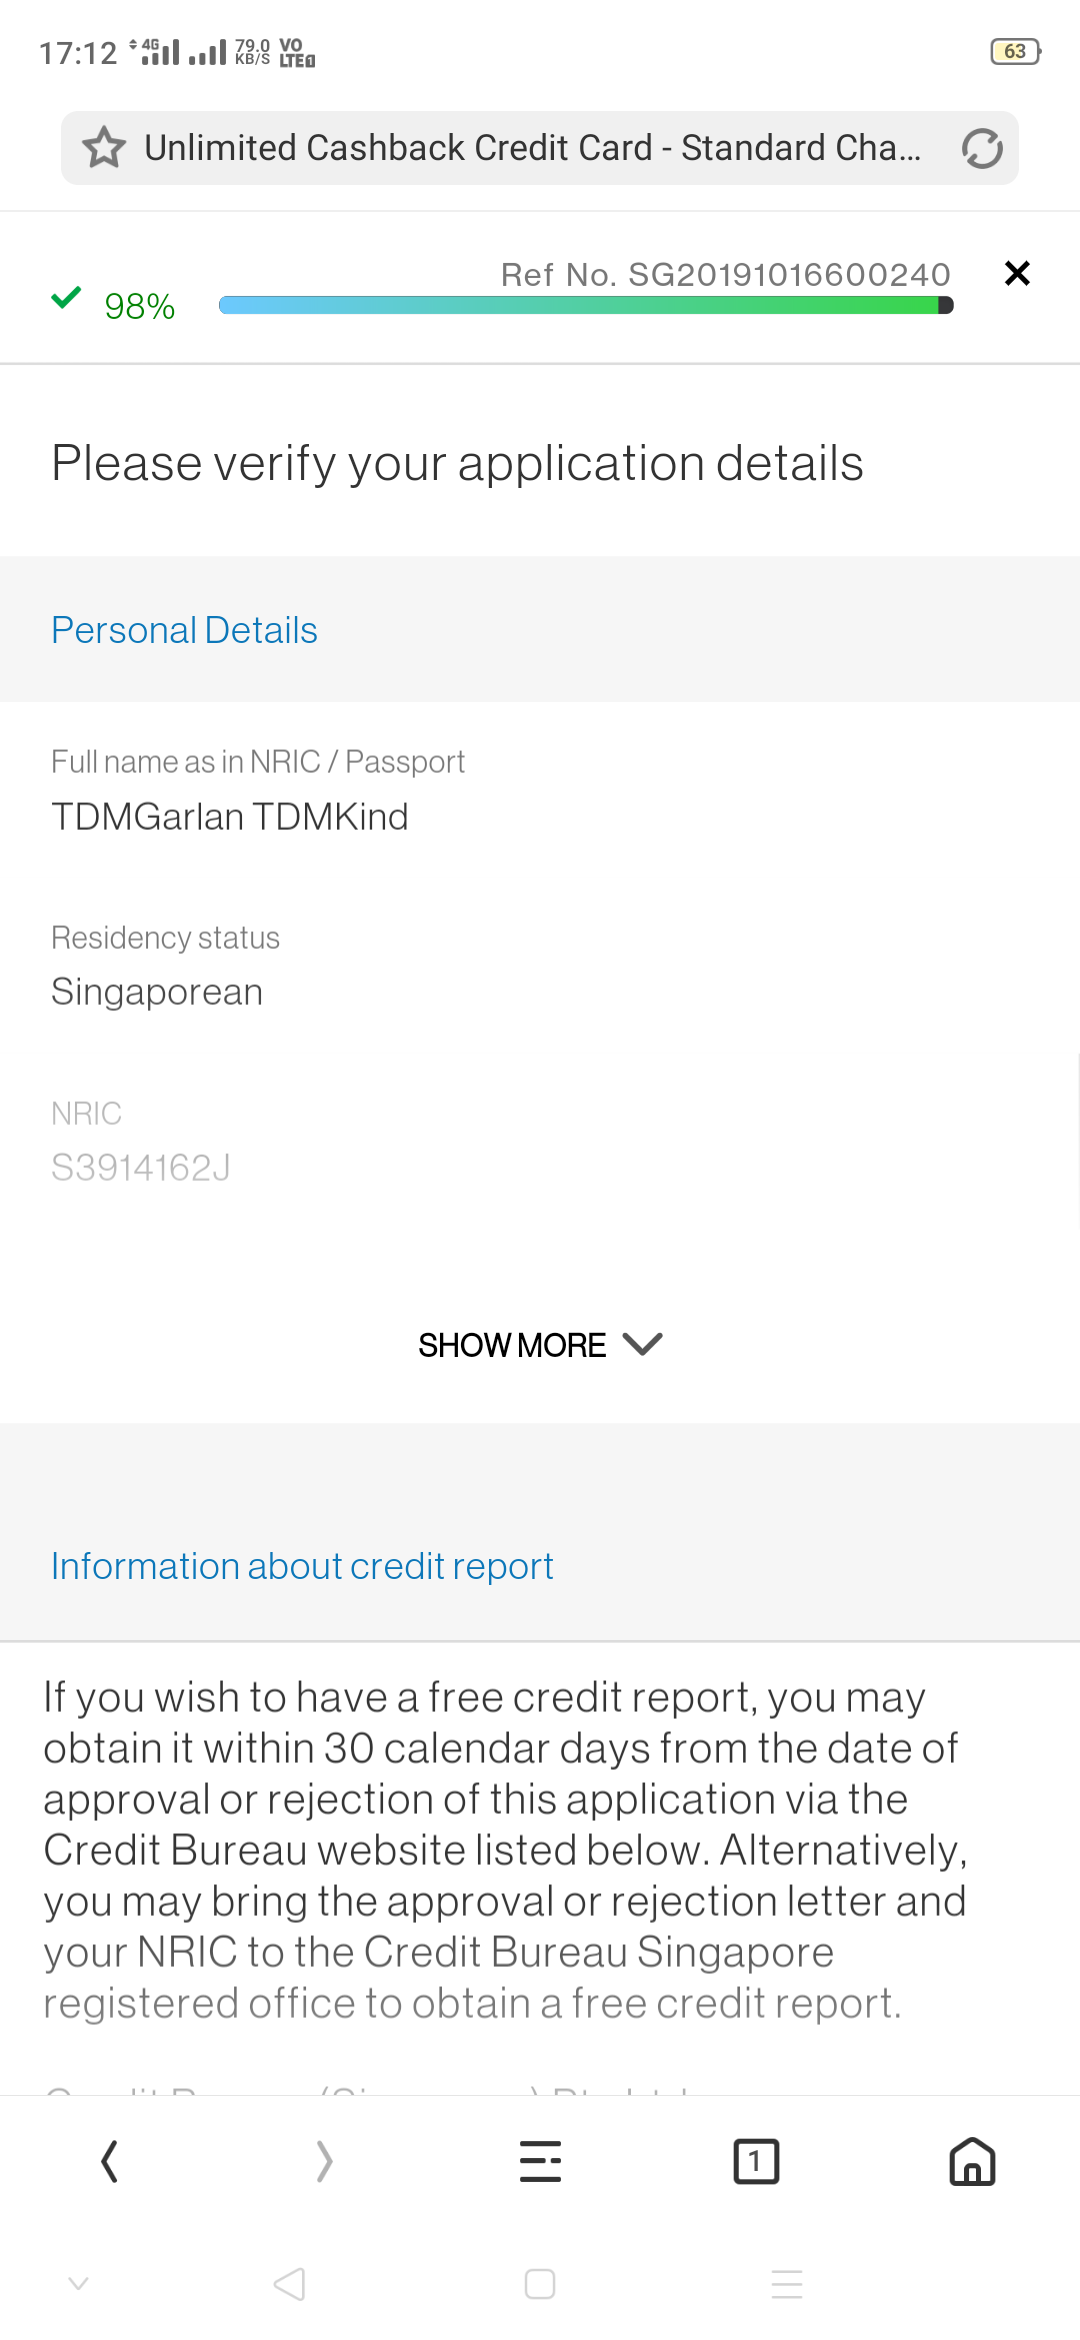 17:12 4G 79.0 KB/S VO LTE 63
Unlimited Cashback Credit Card - Standard Cha...
Ref No. SG20191016600240
98%
Please verify your application details
Personal Details
Full name as in NRIC / Passport
TDMGarlan TDMKind
Residency status
Singaporean
NRIC
S3914162J
SHOW MORE
Information about credit report
If you wish to have a free credit report, you may
obtain it within 30 calendar days from the date of
approval or rejection of this application via the
Credit Bureau website listed below. Alternatively,
you may bring the approval or rejection letter and
your NRIC to the Credit Bureau Singapore
registered office to obtain a free credit report.
1